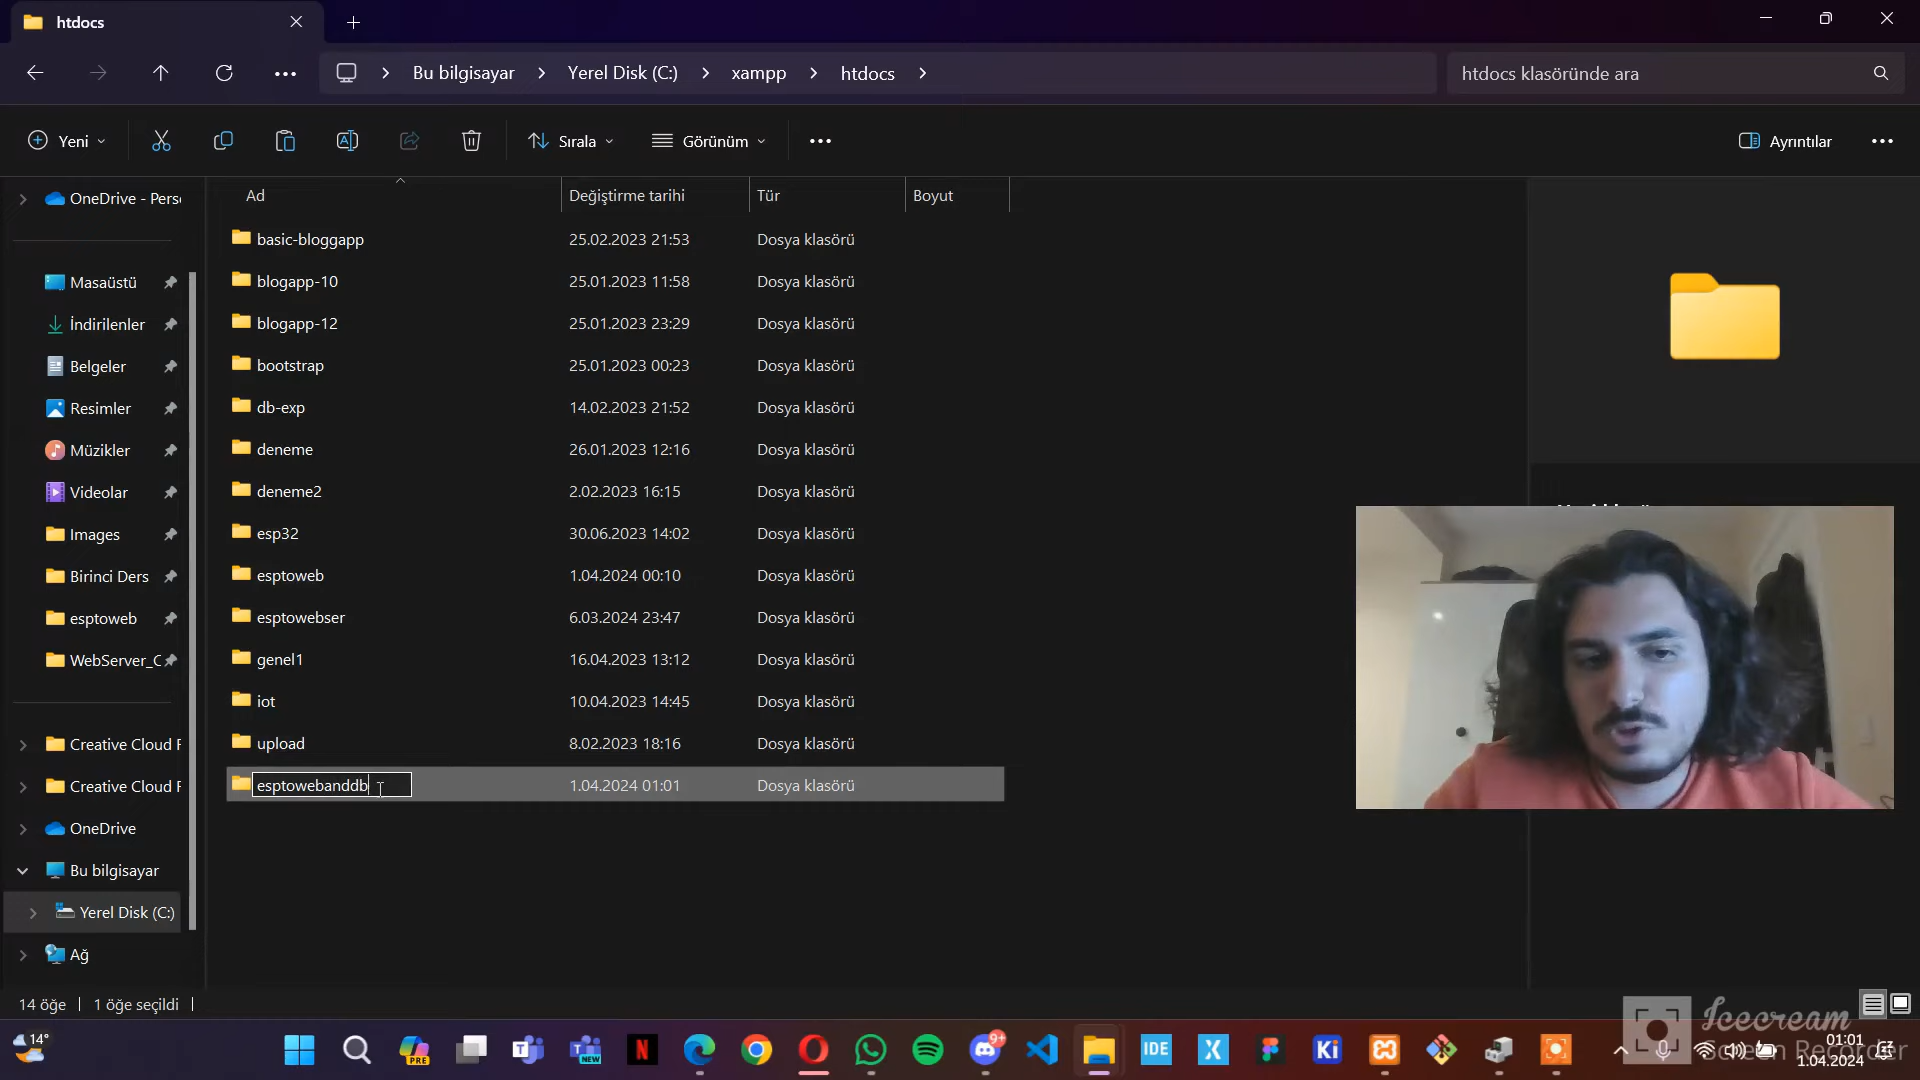 htdocs
Bu bilgisayar
Yerel Disk (C:)
xampp
htdocs
htdocs klasöründe ara
Yeni
Sırala
Görünüm
Ayrıntılar
OneDrive - Pers
Masaüstü
İndirilenler
Belgeler
Resimler
Müzikler
Videolar
Images
Birinci Ders
esptoweb
WebServer_C
Creative Cloud F
Creative Cloud F
OneDrive
Bu bilgisayar
Yerel Disk (C:)
Ağ
Ad Değiştirme tarihi Tür Boyut
basic-bloggapp 25.02.2023 21:53 Dosya klasörü
blogapp-10 25.01.2023 11:58 Dosya klasörü
blogapp-12 25.01.2023 23:29 Dosya klasörü
bootstrap 25.01.2023 00:23 Dosya klasörü
db-exp 14.02.2023 21:52 Dosya klasörü
deneme 26.01.2023 12:16 Dosya klasörü
deneme2 2.02.2023 16:15 Dosya klasörü
esp32 30.06.2023 14:02 Dosya klasörü
esptoweb 1.04.2024 00:10 Dosya klasörü
esptowebser 6.03.2024 23:47 Dosya klasörü
genel1 16.04.2023 13:12 Dosya klasörü
iot 10.04.2023 14:45 Dosya klasörü
upload 8.02.2023 18:16 Dosya klasörü
esptowebanddb 1.04.2024 01:01 Dosya klasörü
14 öğe
1 öğe seçildi
Icecream
Screen Recorder
14°
PRE
NEW
9+
IDE
Ki
01:01
1.04.2024